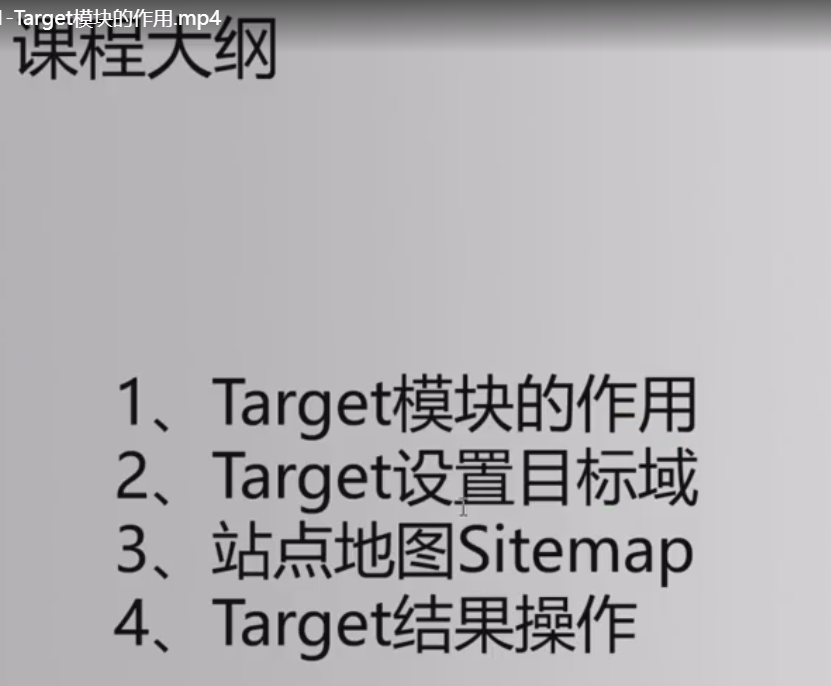 -Target模块的作用.mp4
课程大纲
1、Target模块的作用
2、Target设置目标域
3、站点地图Sitemap
4、Target结果操作